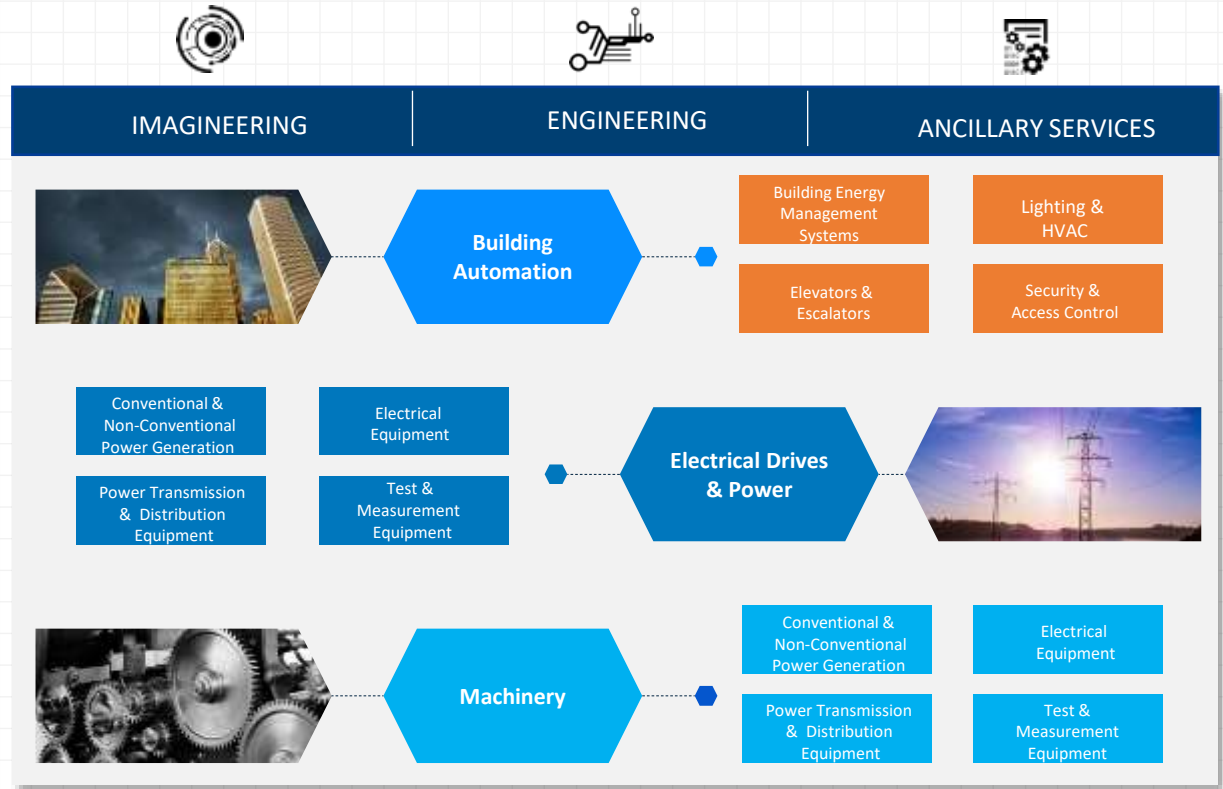 IMAGINEERING
ENGINEERING
ANCILLARY SERVICES
Building
Automation
Building Energy
Management
Systems
Lighting &
HVAC
Elevators &
Escalators
Security &
Access Control
Conventional &
Non-Conventional
Power Generation
Electrical
Equipment
Power Transmission
& Distribution
Equipment
Test &
Measurement
Equipment
Electrical Drives
& Power
Machinery
Conventional &
Non-Conventional
Power Generation
Electrical
Equipment
Power Transmission
& Distribution
Equipment
Test &
Measurement
Equipment